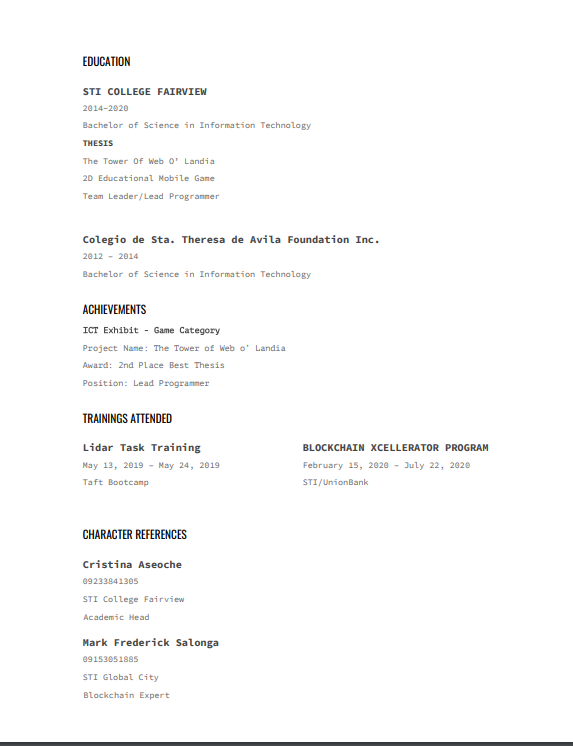 EDUCATION
STI COLLEGE FAIRVIEW
2014-2020
Bachelor of Science in Information Technology
THESIS
The Tower Of Web O' Landia
2D Educational Mobile Game
Team Leader/Lead Programmer
Colegio de Sta. Theresa de Avila Foundation Inc.
2012 - 2014
Bachelor of Science in Information Technology
ACHIEVEMENTS
ICT Exhibit - Game Category
Project Name: The Tower of Web o' Landia
Award: 2nd Place Best Thesis
Position: Lead Programmer
TRAININGS ATTENDED
Lidar Task Training
May 13, 2019 - May 24, 2019
Taft Bootcamp
BLOCKCHAIN XCELLERATOR PROGRAM
February 15, 2020 - July 22, 2020
STI/UnionBank
CHARACTER REFERENCES
Cristina Aseoche
09233841305
STI College Fairview
Academic Head
Mark Frederick Salonga
09153051885
STI Global City
Blockchain Expert